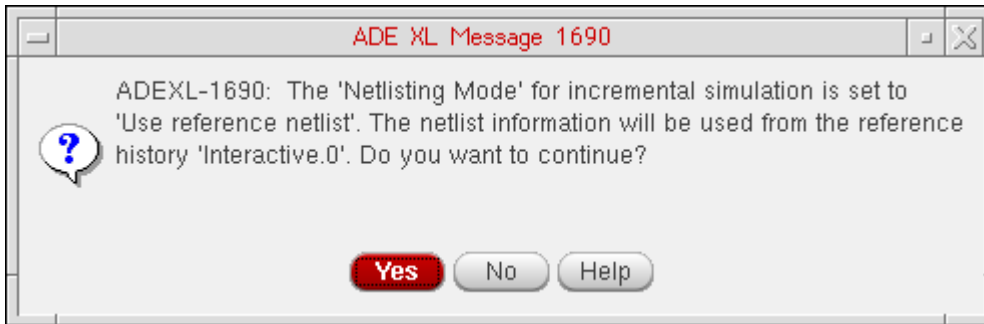 ADE XL Message 1690
ADEXL-1690: The 'Netlisting Mode' for incremental simulation is set to
'Use reference netlist'. The netlist information will be used from the reference
history 'Interactive.0'. Do you want to continue?
?
Yes No Help